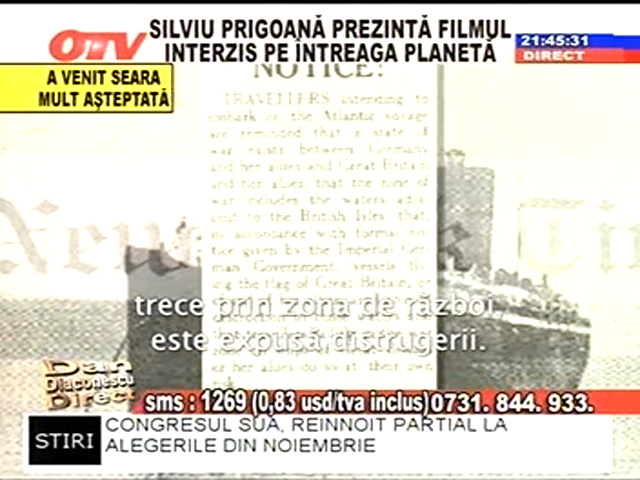 OTV
SILVIU PRIGOANĂ PREZINTĂ FILMUL
INTERZIS PE ÎNTREAGA PLANETĂ
21:45:31
DIRECT
A VENIT SEARA
MULT AŞTEPTATĂ
NOTICE!
TRAVELLERS intending to
embark on the Atlantic voyage
are reminded that a state of
war exists between Germany
and her allies and Great Britain
and her allies; that the zone of
war includes the waters adja-
cent to the British Isles; that,
in accordance with formal no-
tice given by the Imperial Ger-
man Government, vessels fly-
ing the flag of Great Britain, or
trece prin zona de război,
este expusă distrugerii.
or her allies do so at their own
risk.
New Tim
Dan
Diaconescu
Direct
sms : 1269 (0,83 usd/tva inclus) 0731. 844. 933.
STIRI
CONGRESUL SUA, REINNOIT PARTIAL LA
ALEGERILE DIN NOIEMBRIE